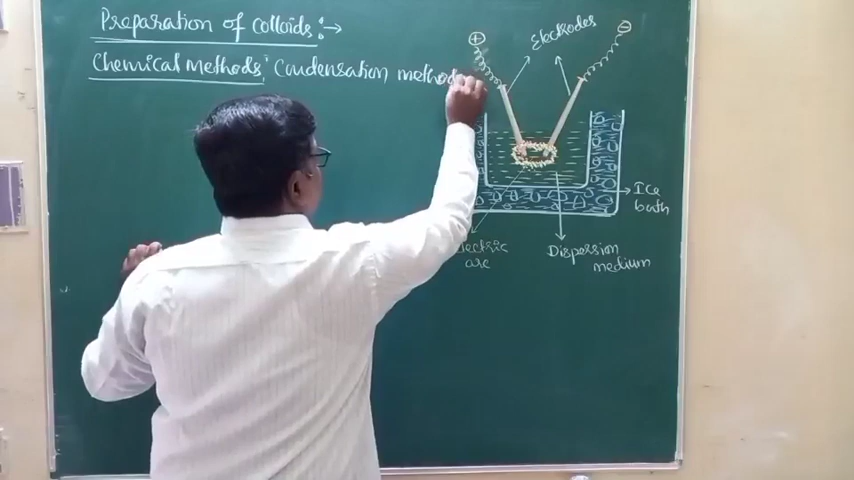 Preparation of Colloids :→
Chemical methods : Condensation method
+
Electrodes
−
Ice
bath
Electric
arc
Dispersion
medium